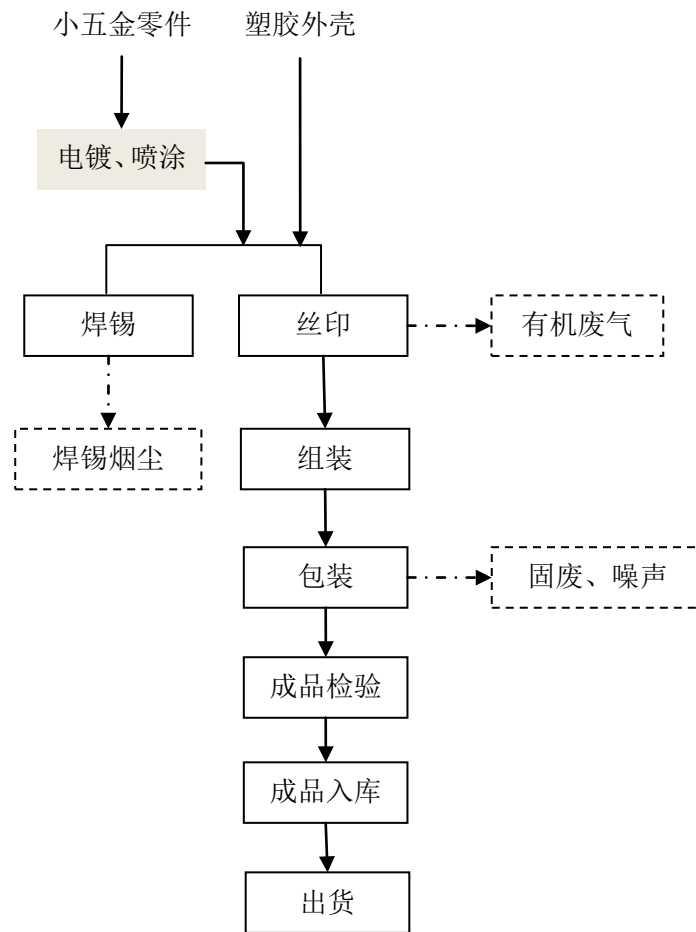 小五金零件
塑胶外壳
电镀、喷涂
焊锡
丝印
有机废气
焊锡烟尘
组装
包装
固废、噪声
成品检验
成品入库
出货